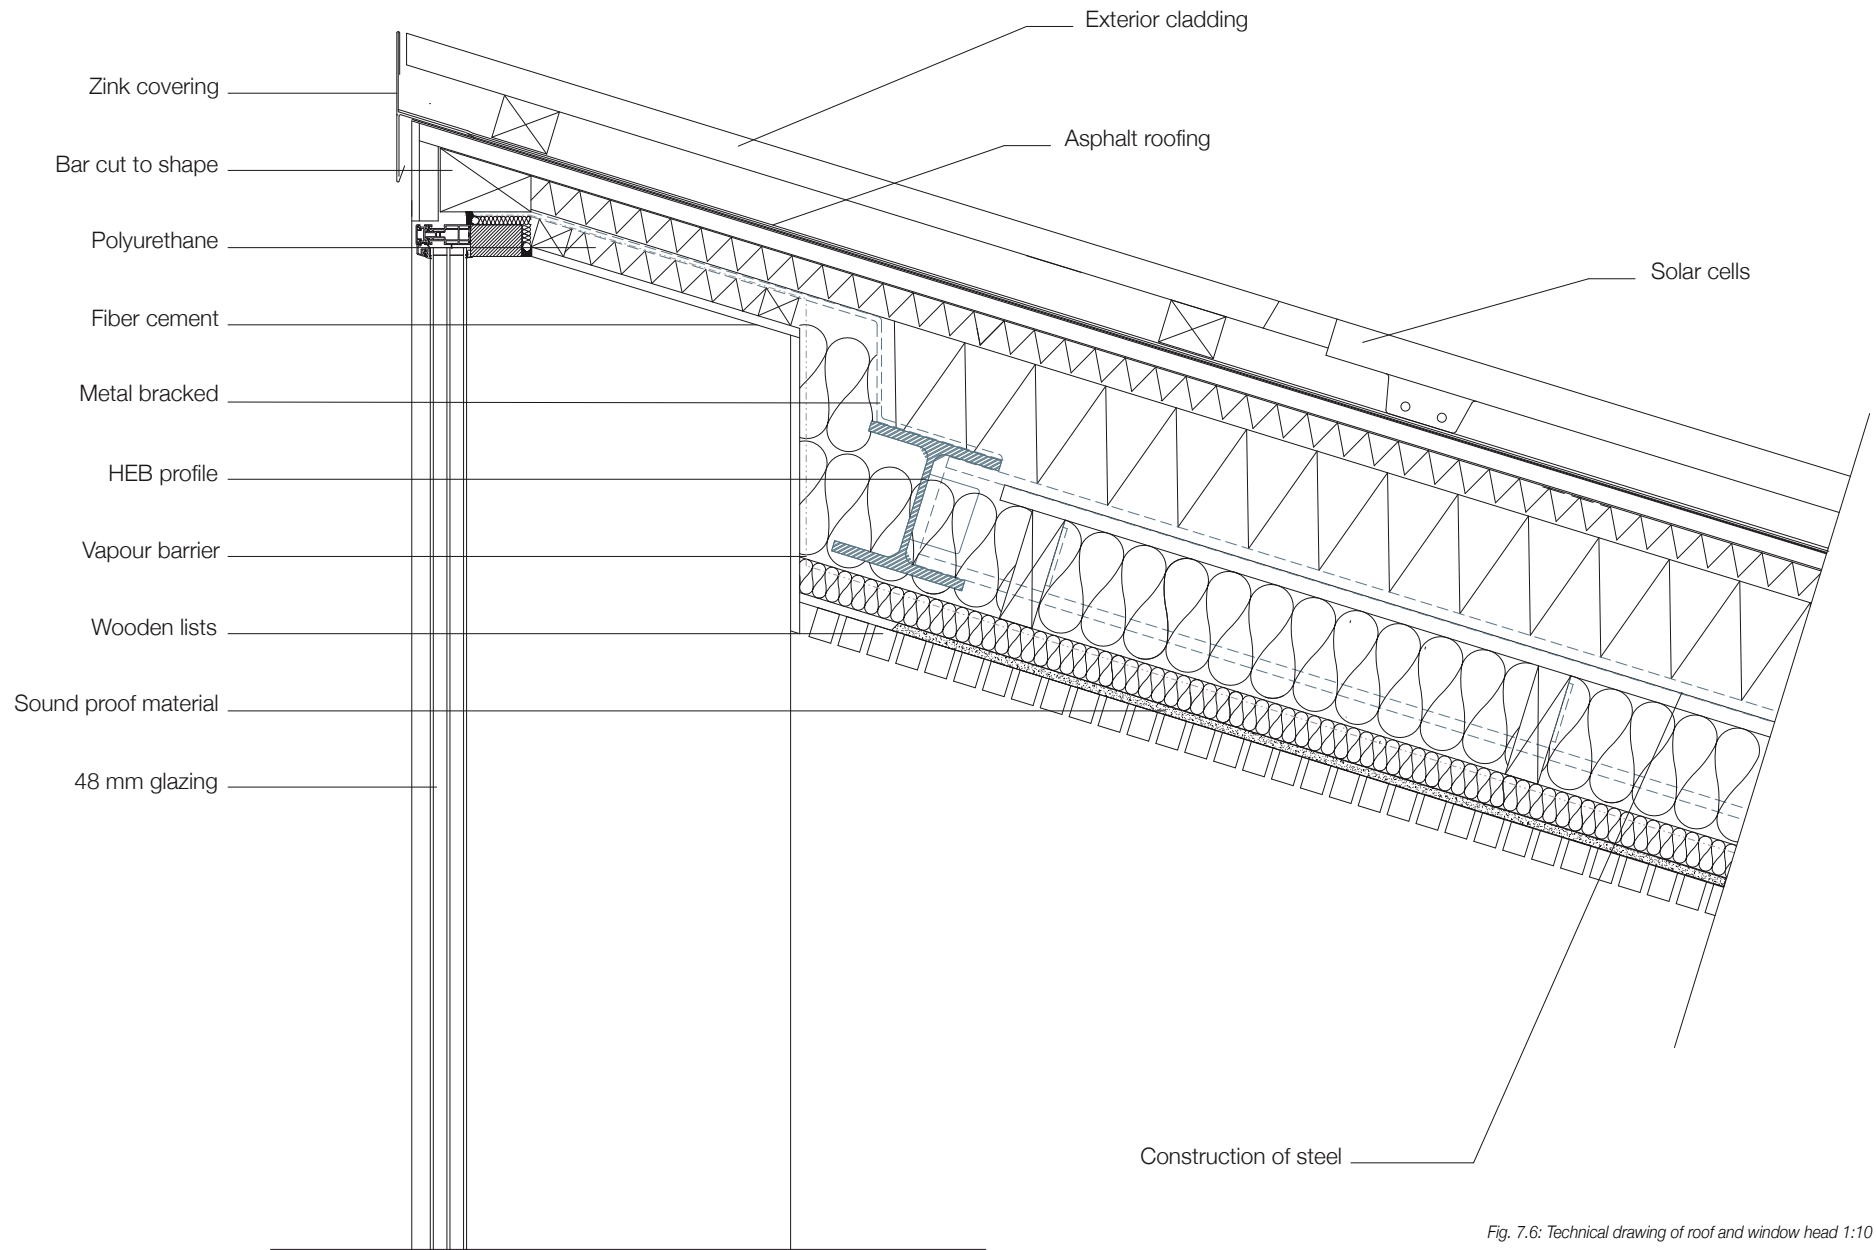 Exterior cladding
Zink covering
Asphalt roofing
Bar cut to shape
Polyurethane
Solar cells
Fiber cement
Metal bracked
HEB profile
Vapour barrier
Wooden lists
Sound proof material
48 mm glazing
Construction of steel
Fig. 7.6: Technical drawing of roof and window head 1:10